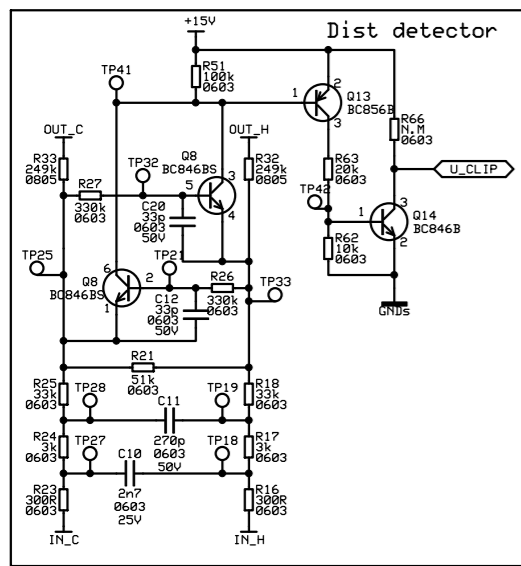 Dist detector
+15V
TP41
R51
100k
0603
1
2
3
Q13
BC856B
R66
N.M
0603
OUT_C
OUT_H
R33
249k
0805
R27
330k
0603
TP32
Q8
BC846BS
5
3
4
R32
249k
0805
C20
33p
0603
50V
R63
20k
0603
TP42
U_CLIP
R62
10k
0603
1
3
2
Q14
BC846B
GNDs
TP25
TP21
TP33
Q8
BC846BS
6
2
1
R26
330k
0603
C12
33p
0603
50V
R21
51k
0603
R25
33k
0603
TP28
C11
270p
0603
50V
TP19
R18
33k
0603
R24
3k
0603
TP27
C10
2n7
0603
25V
TP18
R17
3k
0603
R23
300R
0603
R16
300R
0603
IN_C
IN_H